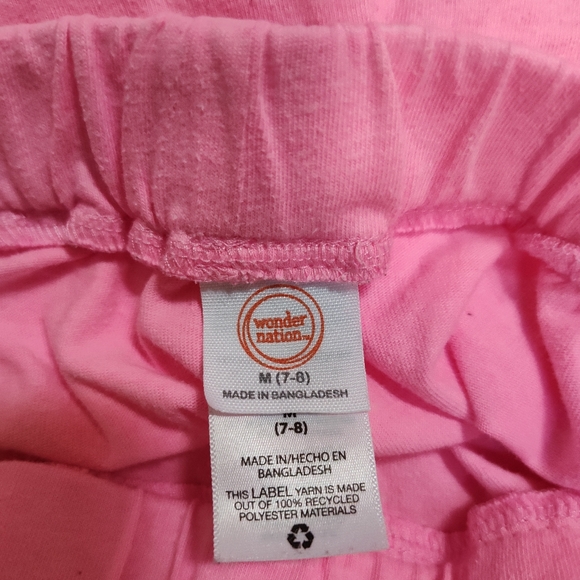 wonder
nation™
M (7-8)
MADE IN BANGLADESH
M
(7-8)
MADE IN/HECHO EN
BANGLADESH
THIS LABEL YARN IS MADE
OUT OF 100% RECYCLED
POLYESTER MATERIALS